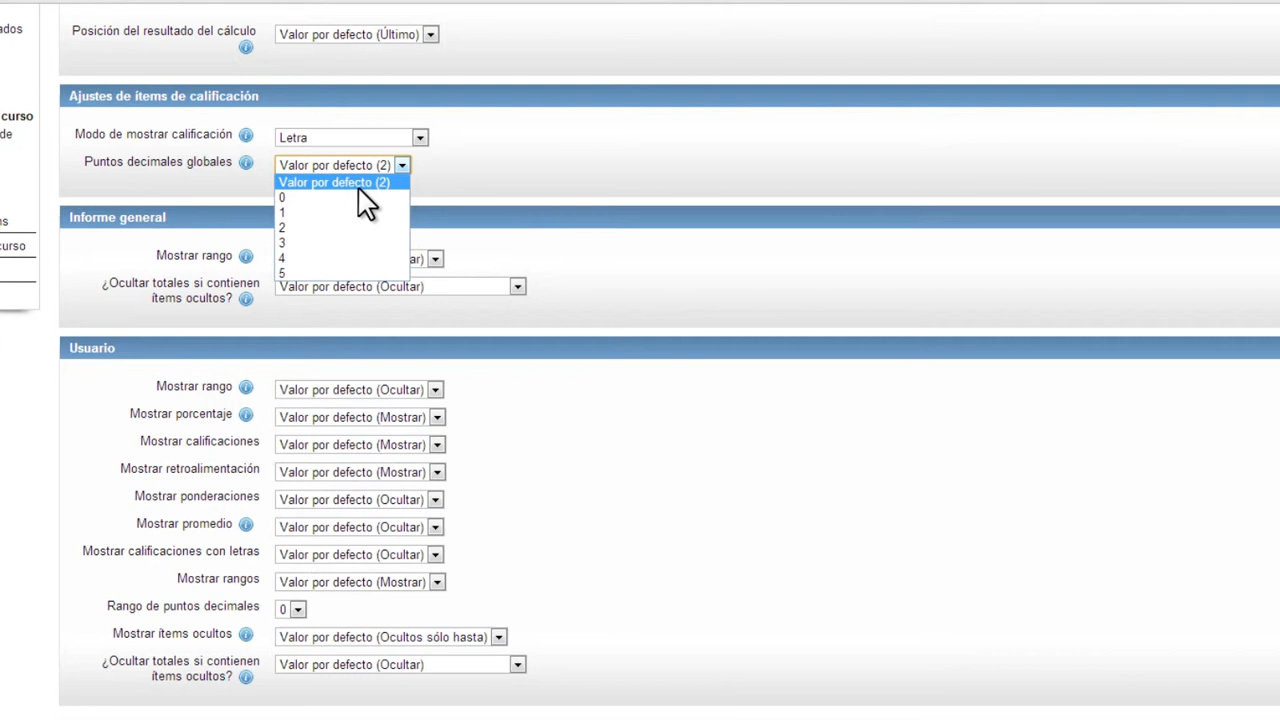 ados
Posición del resultado del cálculo
Valor por defecto (Último)
Ajustes de ítems de calificación
curso
de
Modo de mostrar calificación
Letra
Puntos decimales globales
Valor por defecto (2)
Valor por defecto (2)
0
1
2
3
4
5
Informe general
s
curso
Mostrar rango
ar)
¿Ocultar totales si contienen
ítems ocultos?
Valor por defecto (Ocultar)
Usuario
Mostrar rango
Valor por defecto (Ocultar)
Mostrar porcentaje
Valor por defecto (Mostrar)
Mostrar calificaciones
Valor por defecto (Mostrar)
Mostrar retroalimentación
Valor por defecto (Mostrar)
Mostrar ponderaciones
Valor por defecto (Ocultar)
Mostrar promedio
Valor por defecto (Ocultar)
Mostrar calificaciones con letras
Valor por defecto (Ocultar)
Mostrar rangos
Valor por defecto (Mostrar)
Rango de puntos decimales
0
Mostrar ítems ocultos
Valor por defecto (Ocultos sólo hasta)
¿Ocultar totales si contienen
ítems ocultos?
Valor por defecto (Ocultar)